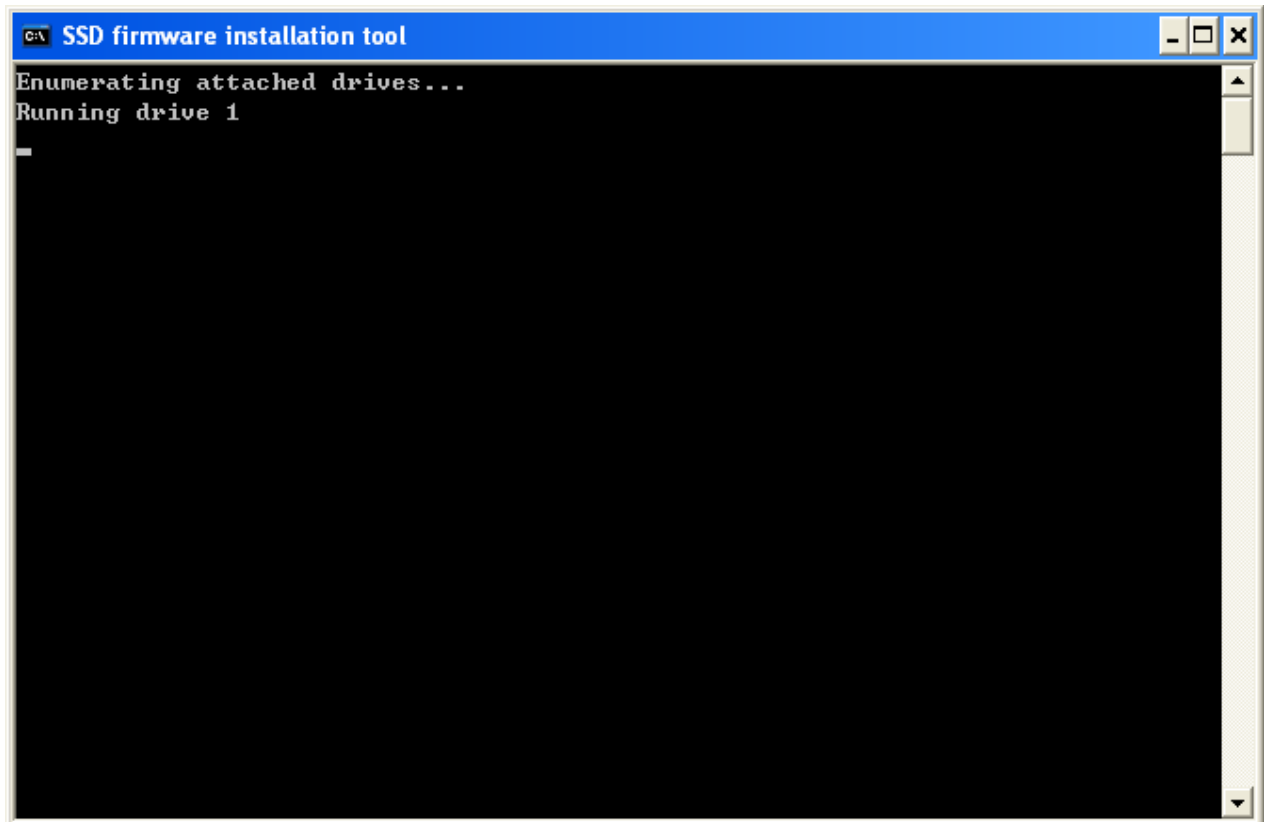 C:\ SSD firmware installation tool
Enumerating attached drives...
Running drive 1